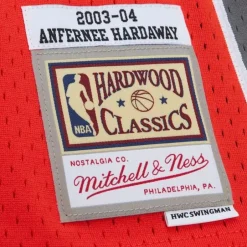 2003-04
ANFERNEE HARDAWAY
HARDWOOD
NBA
CLASSICS
NOSTALGIA CO.
Mitchell & Ness
PHILADELPHIA, PA.
HWC SWINGMAN